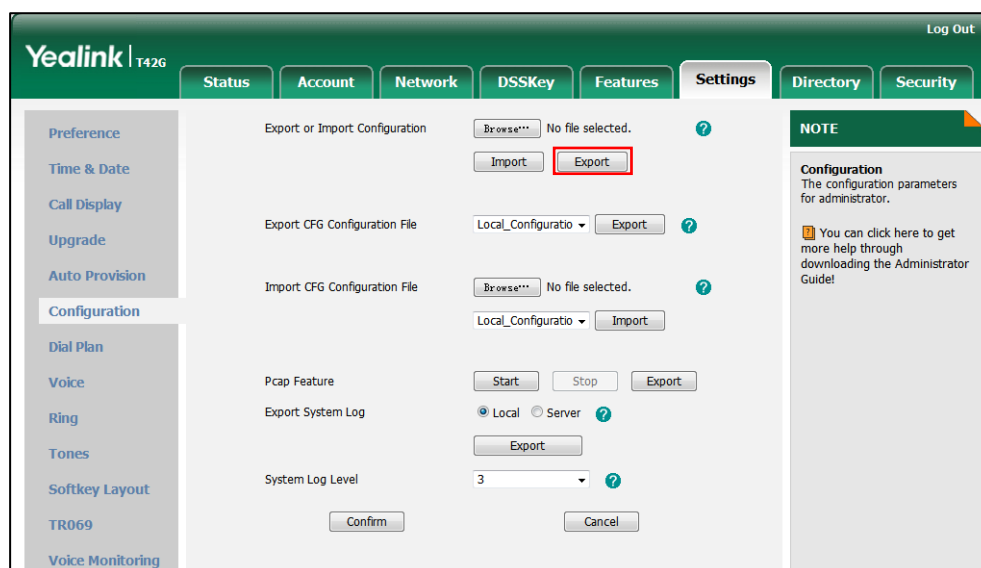 Log Out
Yealink T42G
Status Account Network DSSKey Features Settings Directory Security
Preference
Time & Date
Call Display
Upgrade
Auto Provision
Configuration
Dial Plan
Voice
Ring
Tones
Softkey Layout
TR069
Voice Monitoring
Export or Import Configuration Browse... No file selected. ?
Import Export
Export CFG Configuration File Local_Configuratio Export ?
Import CFG Configuration File Browse... No file selected. ?
Local_Configuratio Import
Pcap Feature Start Stop Export
Export System Log Local Server ?
Export
System Log Level 3 ?
Confirm Cancel
NOTE
Configuration
The configuration parameters
for administrator.
? You can click here to get
more help through
downloading the Administrator
Guide!